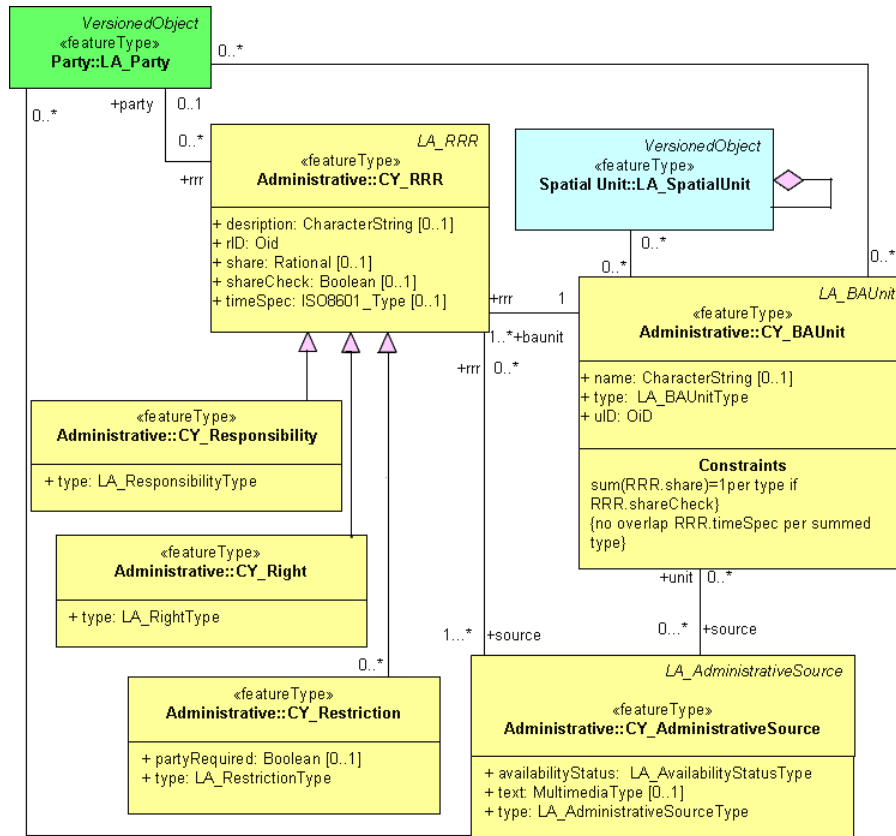 VersionedObject
«featureType»
Party::LA_Party
0..*
+party
0..1
0..*
0..*
+rrr
LA_RRR
«featureType»
Administrative::CY_RRR
+ desription: CharacterString [0..1]
+ rID: Oid
+ share: Rational [0..1]
+ shareCheck: Boolean [0..1]
+ timeSpec: ISO8601_Type [0..1]
VersionedObject
«featureType»
Spatial Unit::LA_SpatialUnit
0..*
0..*
0..*
+rrr
1
1..*
+baunit
+rrr
0..*
LA_BAUnit
«featureType»
Administrative::CY_BAUnit
+ name: CharacterString [0..1]
+ type: LA_BAUnitType
+ uID: OiD
Constraints
sum(RRR.share)=1per type if
RRR.shareCheck}
{no overlap RRR.timeSpec per summed
type}
«featureType»
Administrative::CY_Responsibility
+ type: LA_ResponsibilityType
«featureType»
Administrative::CY_Right
+ type: LA_RightType
+unit
0..*
1...*
+source
0...*
+source
0..*
«featureType»
Administrative::CY_Restriction
+ partyRequired: Boolean [0..1]
+ type: LA_RestrictionType
LA_AdministrativeSource
«featureType»
Administrative::CY_AdministrativeSource
+ availabilityStatus: LA_AvailabilityStatusType
+ text: MultimediaType [0..1]
+ type: LA_AdministrativeSourceType